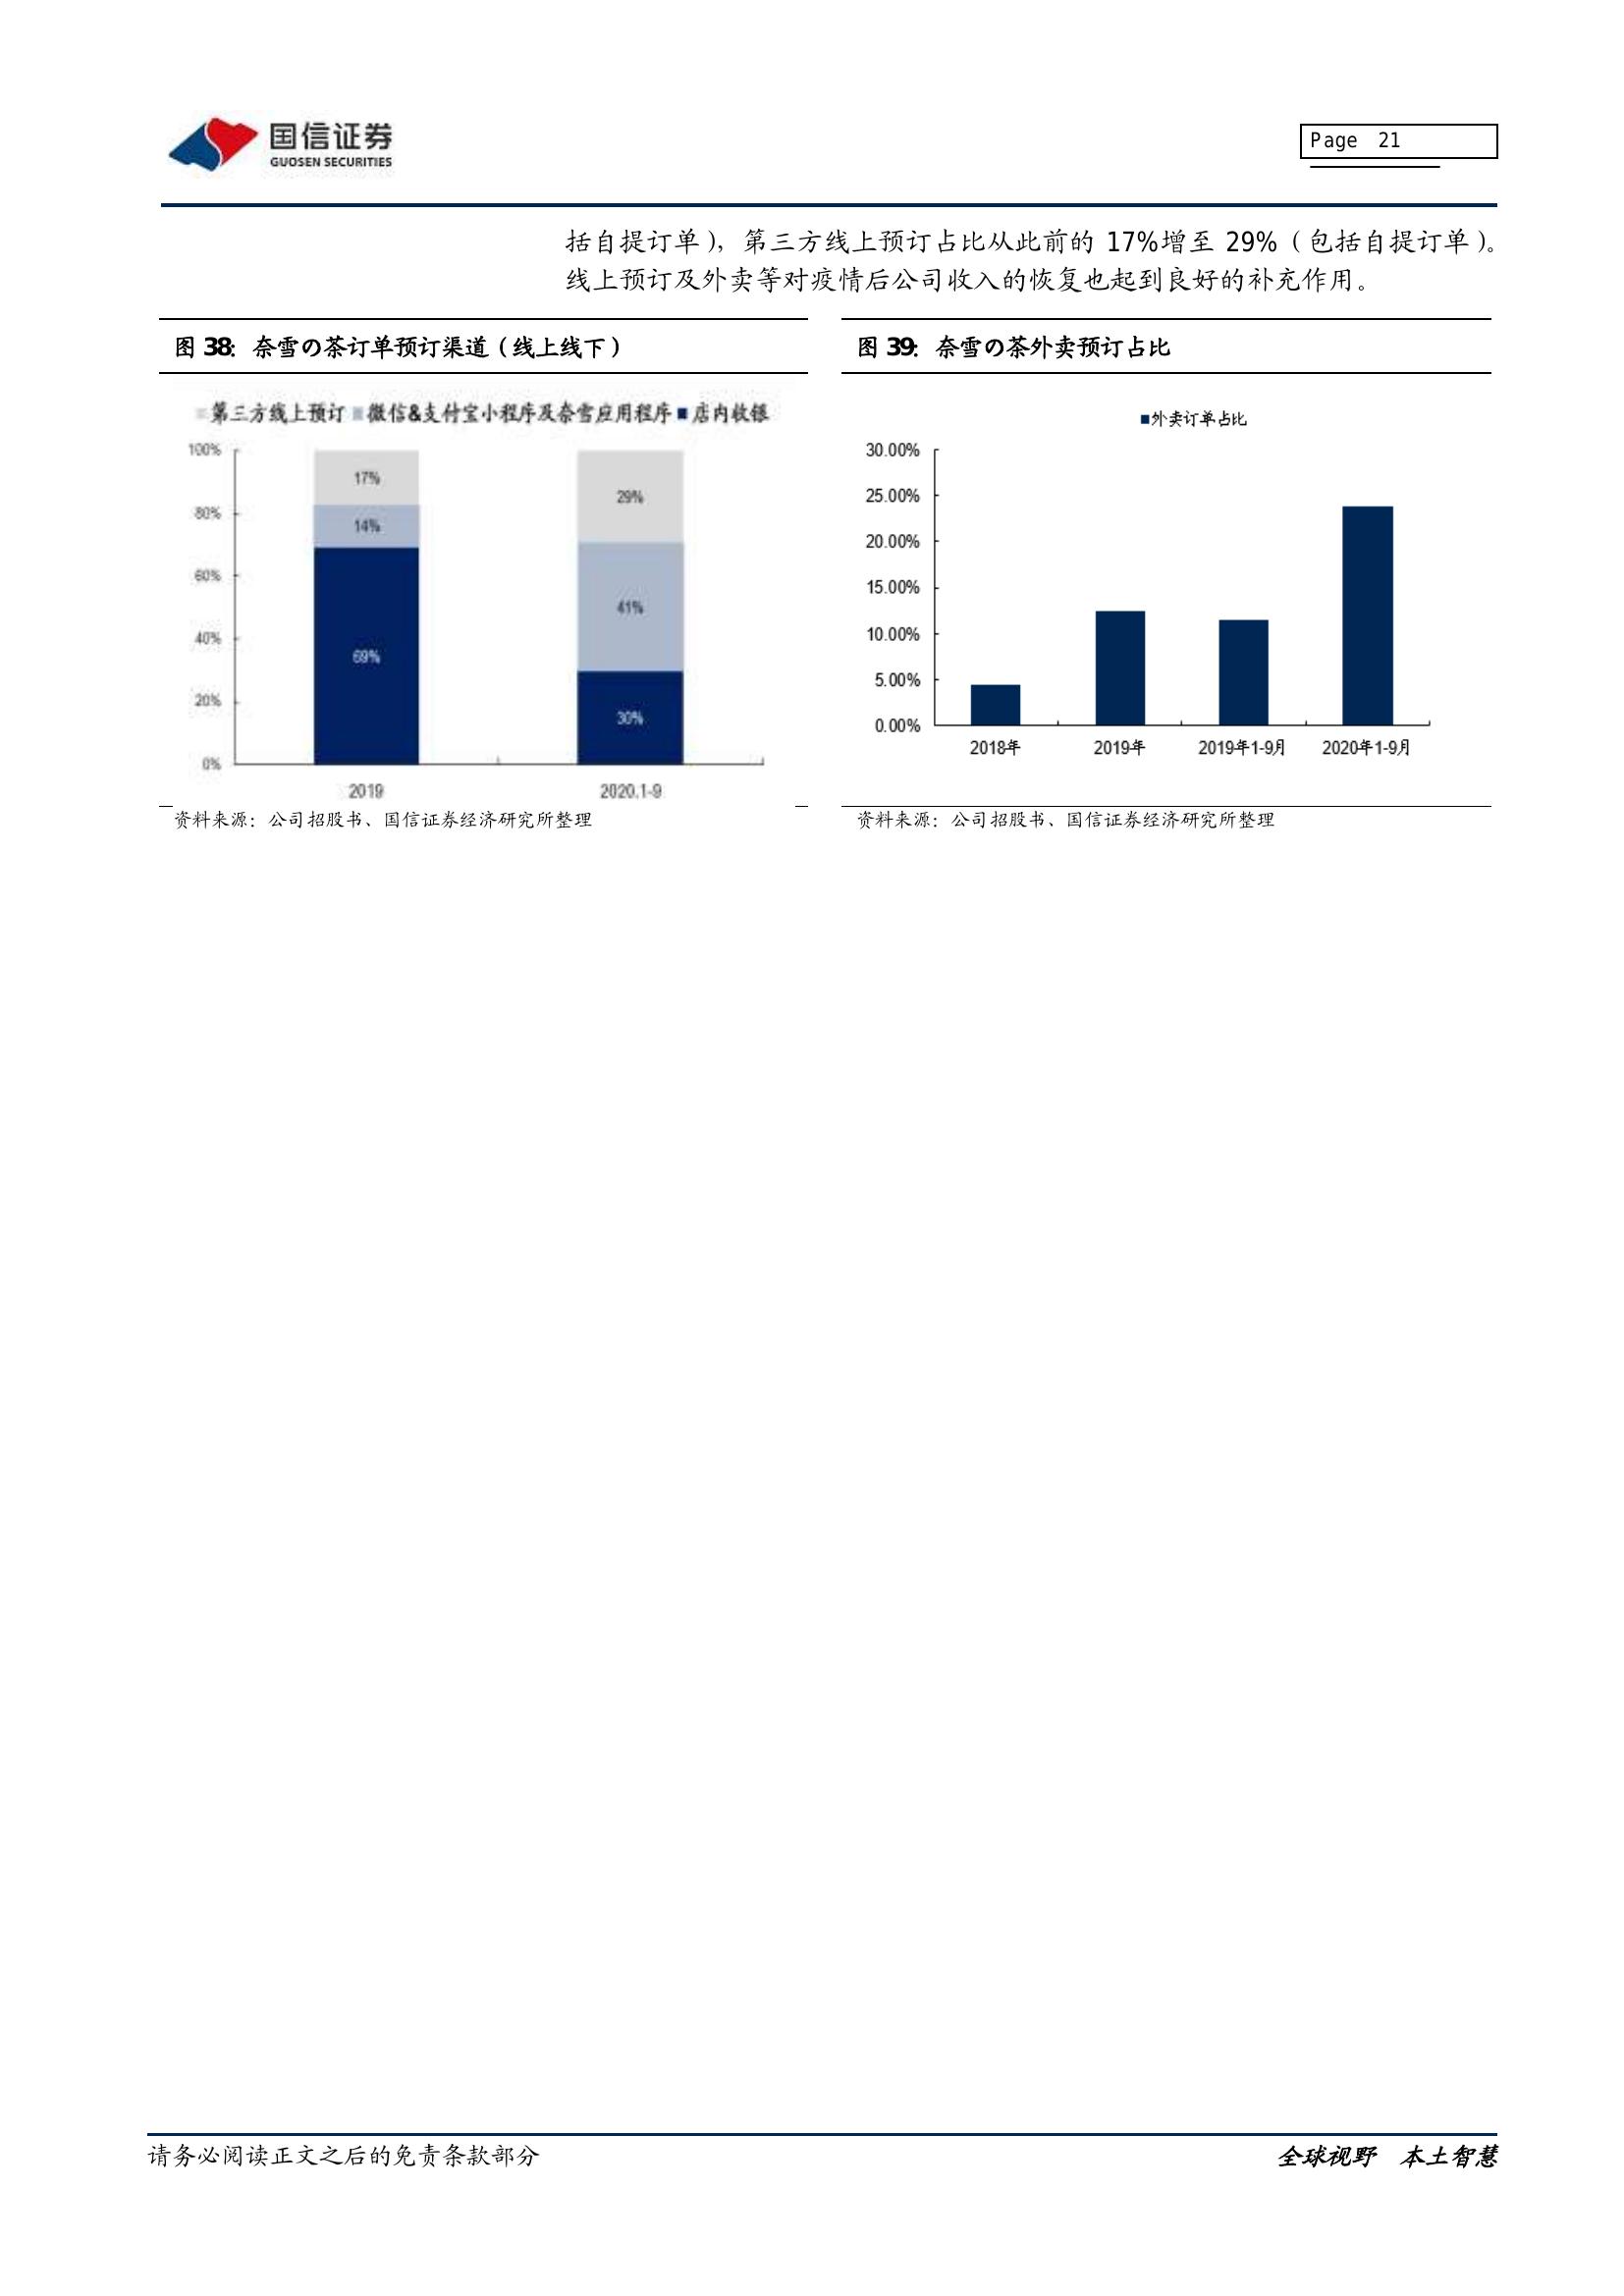 国信证券
GUOSEN SECURITIES
Page 21
括自提订单），第三方线上预订占比从此前的 17%增至 29%（包括自提订单）。
线上预订及外卖等对疫情后公司收入的恢复也起到良好的补充作用。
图 38：奈雪の茶订单预订渠道（线上线下）
第三方线上预订 微信&支付宝小程序及奈雪应用程序 店内收银
100%
80%
60%
40%
20%
0%
17%
14%
69%
29%
41%
30%
2019
2020.1-9
资料来源：公司招股书、国信证券经济研究所整理
图 39：奈雪の茶外卖预订占比
外卖订单占比
30.00%
25.00%
20.00%
15.00%
10.00%
5.00%
0.00%
2018年
2019年
2019年1-9月
2020年1-9月
资料来源：公司招股书、国信证券经济研究所整理
请务必阅读正文之后的免责条款部分
全球视野 本土智慧